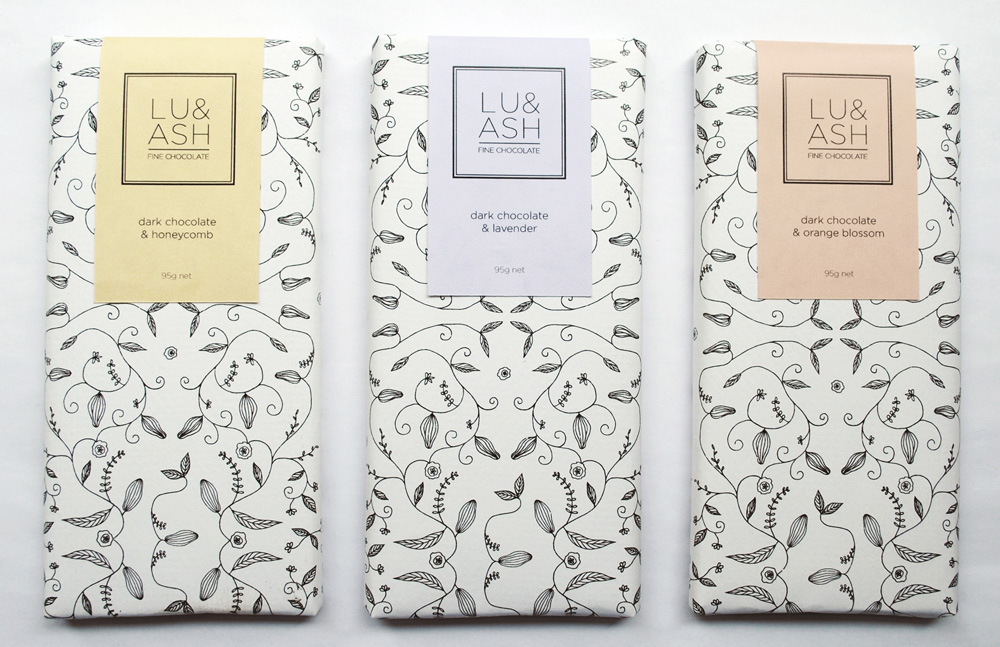 LU&
ASH
FINE CHOCOLATE
dark chocolate
& honeycomb
95g net
LU&
ASH
FINE CHOCOLATE
dark chocolate
& lavender
95g net
LU&
ASH
FINE CHOCOLATE
dark chocolate
& orange blossom
95g net